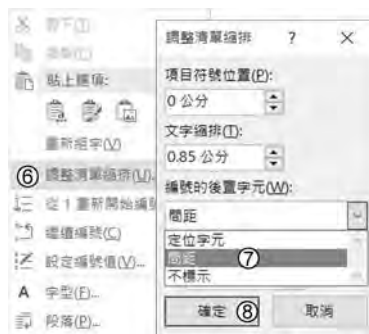 剪下(T)
複製(C)
貼上選項:
重新組字(V)
⑥ 調整清單縮排(U)...
從 1 重新開始編號
繼續編號(C)
設定編號值(V)...
A 字型(F)...
段落(P)...
調整清單縮排 ? ×
項目符號位置(P):
0 公分
文字縮排(T):
0.85 公分
編號的後置字元(W):
間距
定位字元
間距 ⑦
不標示
確定 ⑧ 取消